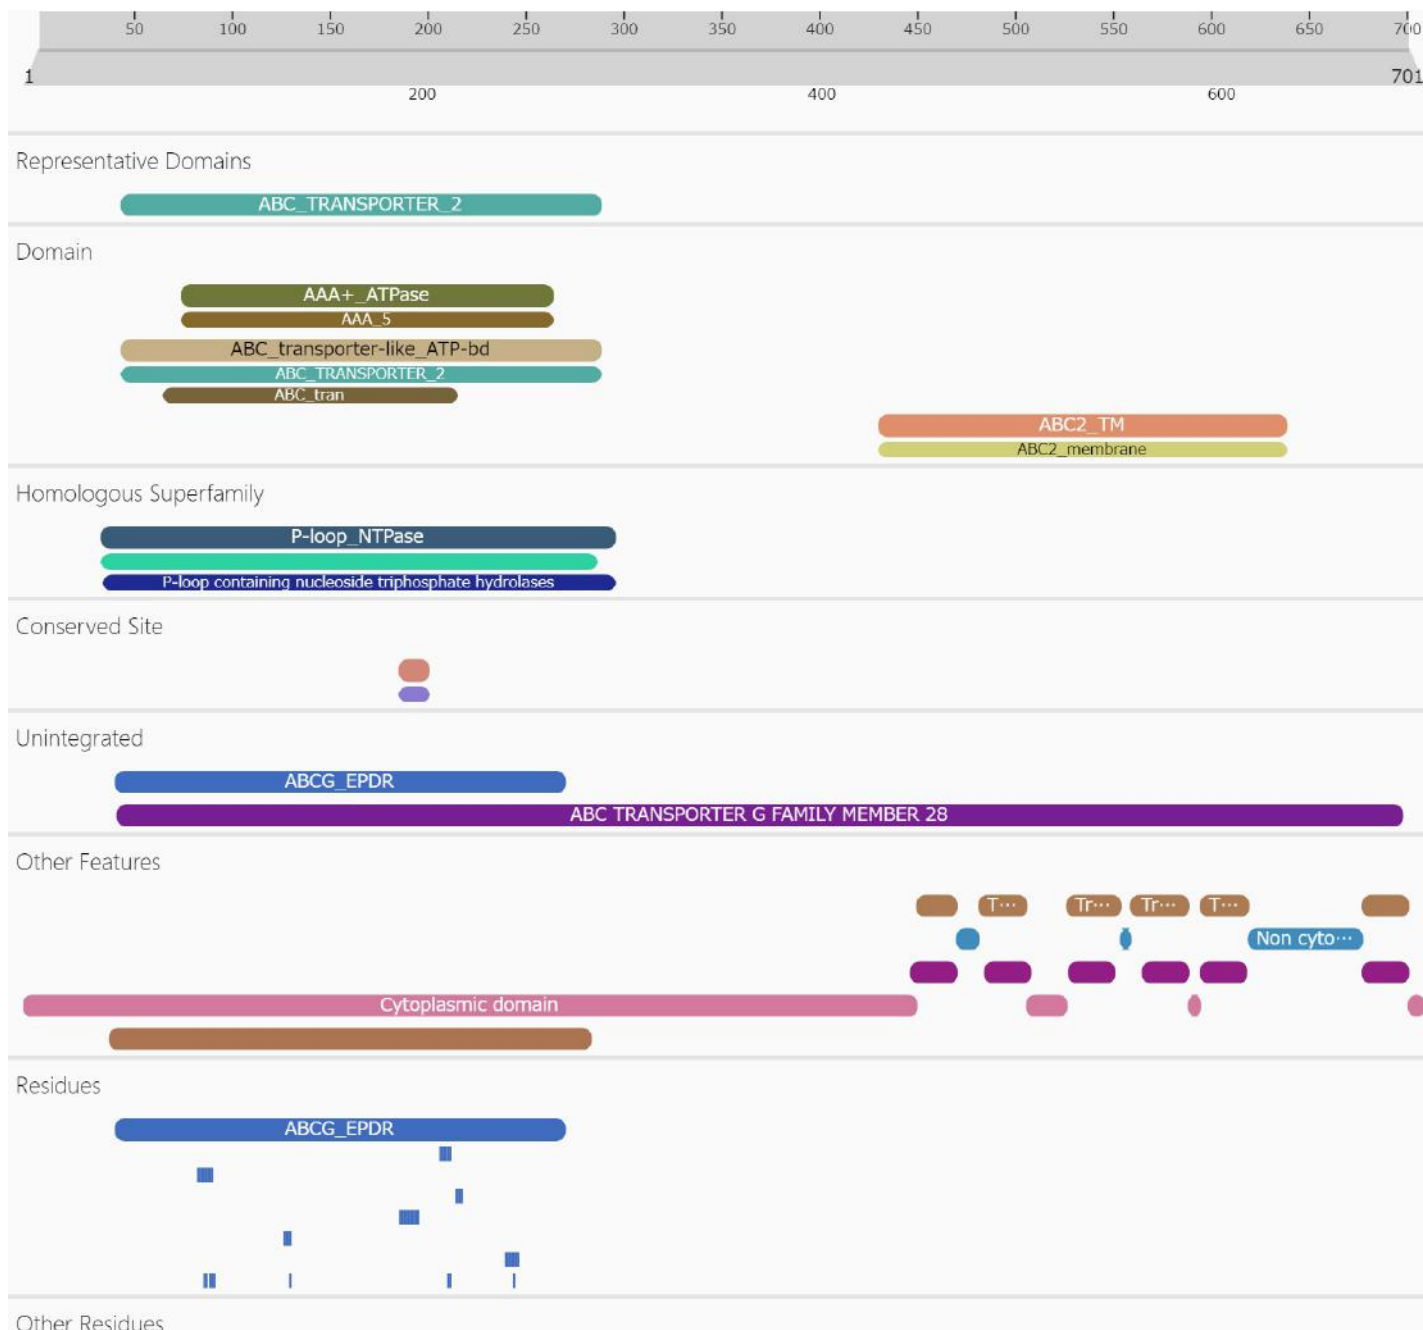 50 100 150 200 250 300 350 400 450 500 550 600 650 700
1 701
200 400 600
Representative Domains
ABC_TRANSPORTER_2
Domain
AAA+_ATPase
AAA_5
ABC_transporter-like_ATP-bd
ABC_TRANSPORTER_2
ABC_tran
ABC2_TM
ABC2_membrane
Homologous Superfamily
P-loop_NTPase
P-loop containing nucleoside triphosphate hydrolases
Conserved Site
Unintegrated
ABCG_EPDR
ABC TRANSPORTER G FAMILY MEMBER 28
Other Features
T··· Tr··· Tr··· T···
Non cyto···
Cytoplasmic domain
Residues
ABCG_EPDR
Other Residues